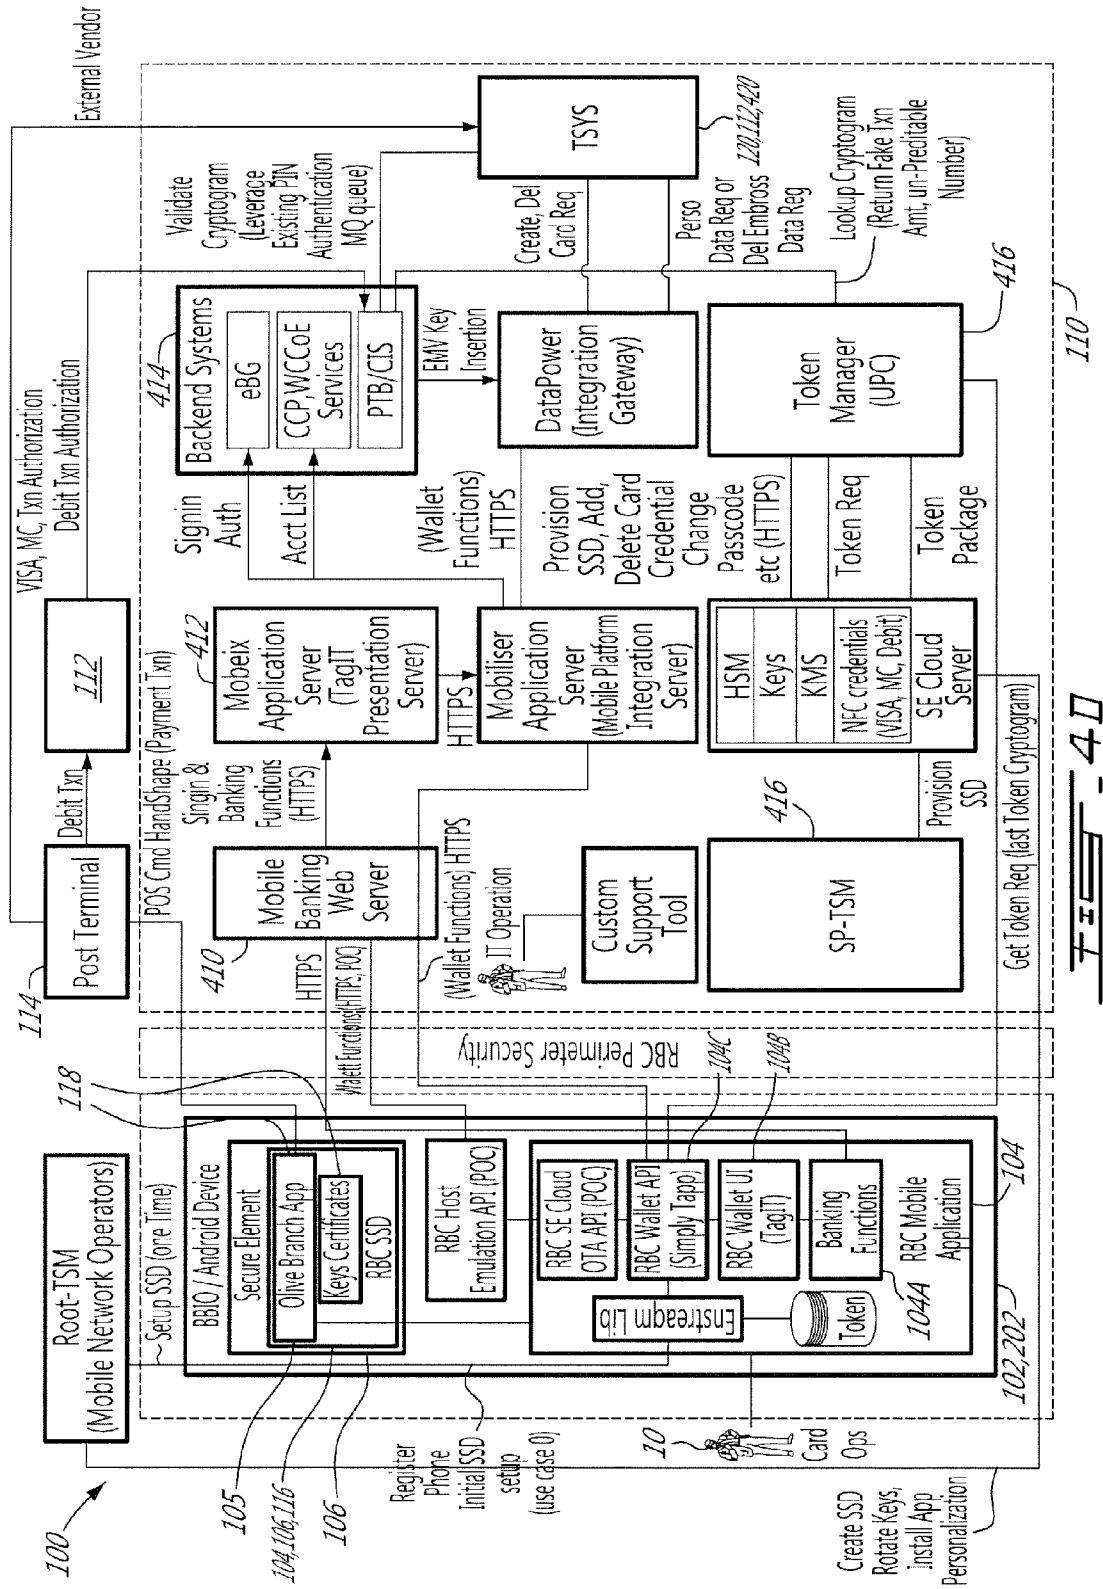 100
Root-TSM
(Mobile Network Operators)
Setup SSD (one Time)
114
Post Terminal
Debit Txn
112
VISA, MC, Txn Authorization
Debit Txn Authorization
External Vendor
POS Cmd HandShape (Payment Txn)
118
BBIO / Android Device
Secure Element
Olive Branch App
Keys Centificates
RBC SSD
105
104,106,116
106
Register
Phone
Initial SSD
setup
(use case 0)
RBC Host
Emulation API (POC)
RBC SE Cloud
OTA API (POC)
RBC Wallet API
(Simply Tapp)
RBC Wallet UI
(TagIT)
Banking
Functions
RBC Mobile
Application
Enstreaqm Lib
Token
104A
104B
104C
104
102,202
10
Card
Ops
Create SSD
Rotate Keys,
Install App
Personalization
RBC Perimeter Security
HTTPS
Waettl Functions(HTTPS, POC)
410
Mobile
Banking
Web
Server
Singin &
Banking
Functions
(HTTPS)
412
Mobeix
Application
Server
(TagIT
Presentation
Server)
HTTPS
(Wallet Functions) HTTPS
IT Operation
Custom
Support
Tool
Mobiliser
Application
Server
(Mobile Platform
Integration
Server)
416
SP-TSM
Provision
SSD
HSM
Keys
KMS
NFC credentials
(VISA, MC, Debit)
SE Cloud
Server
Signin
Auth
Acct List
(Wallet
Functions)
HTTPS
Provision
SSD, Add,
Delete Card
Credential
Change
Passcode
etc (HTTPS)
Token Req
Token
Package
414
Backend Systems
eBG
CCP,WCCoE
Services
PTB/CIS
EMV Key
Insertion
DataPower
(Integration
Gateway)
Token
Manager
(UPC)
416
Validate
Cryptogram
(Leverace
Existing PIN
Authentication
MQ queue)
TSYS
120,112,420
Create, Del
Card Req
Perso
Data Req or
Del Embross
Data Reg
Lookup Cryptogram
(Return Fake Txn
Amt, un-Preditable
Number)
Get Token Req (last Token Cryptogram)
110
FIG - 4D